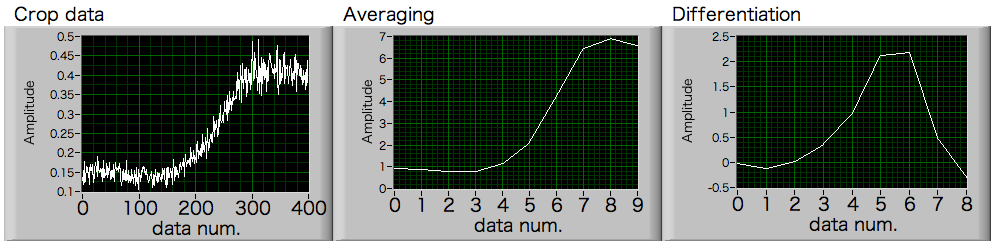 Crop data
Amplitude
0.5
0.45
0.4
0.35
0.3
0.25
0.2
0.15
0.1
0 100 200 300 400
data num.
Averaging
Amplitude
7
6
5
4
3
2
1
0
0 1 2 3 4 5 6 7 8 9
data num.
Differentiation
Amplitude
2.5
2
1.5
1
0.5
0
-0.5
0 1 2 3 4 5 6 7 8
data num.